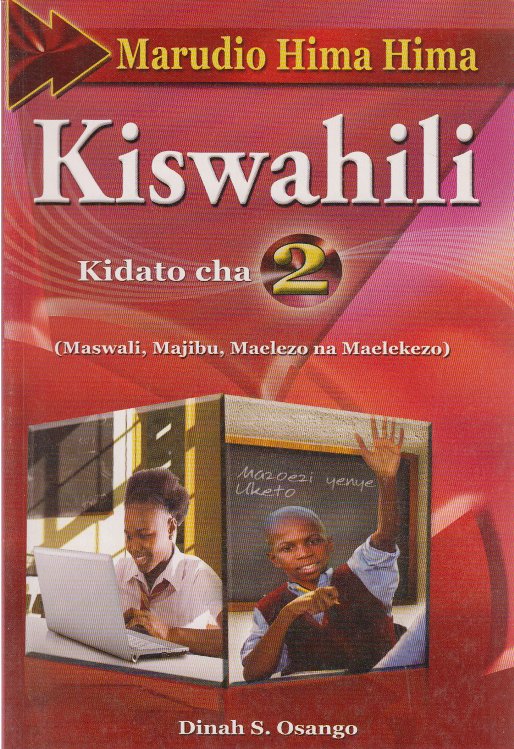 Marudio Hima Hima
Kiswahili
Kidato cha 2
(Maswali, Majibu, Maelezo na Maelekezo)
Mazoezi yenye
Uketo
Dinah S. Osango